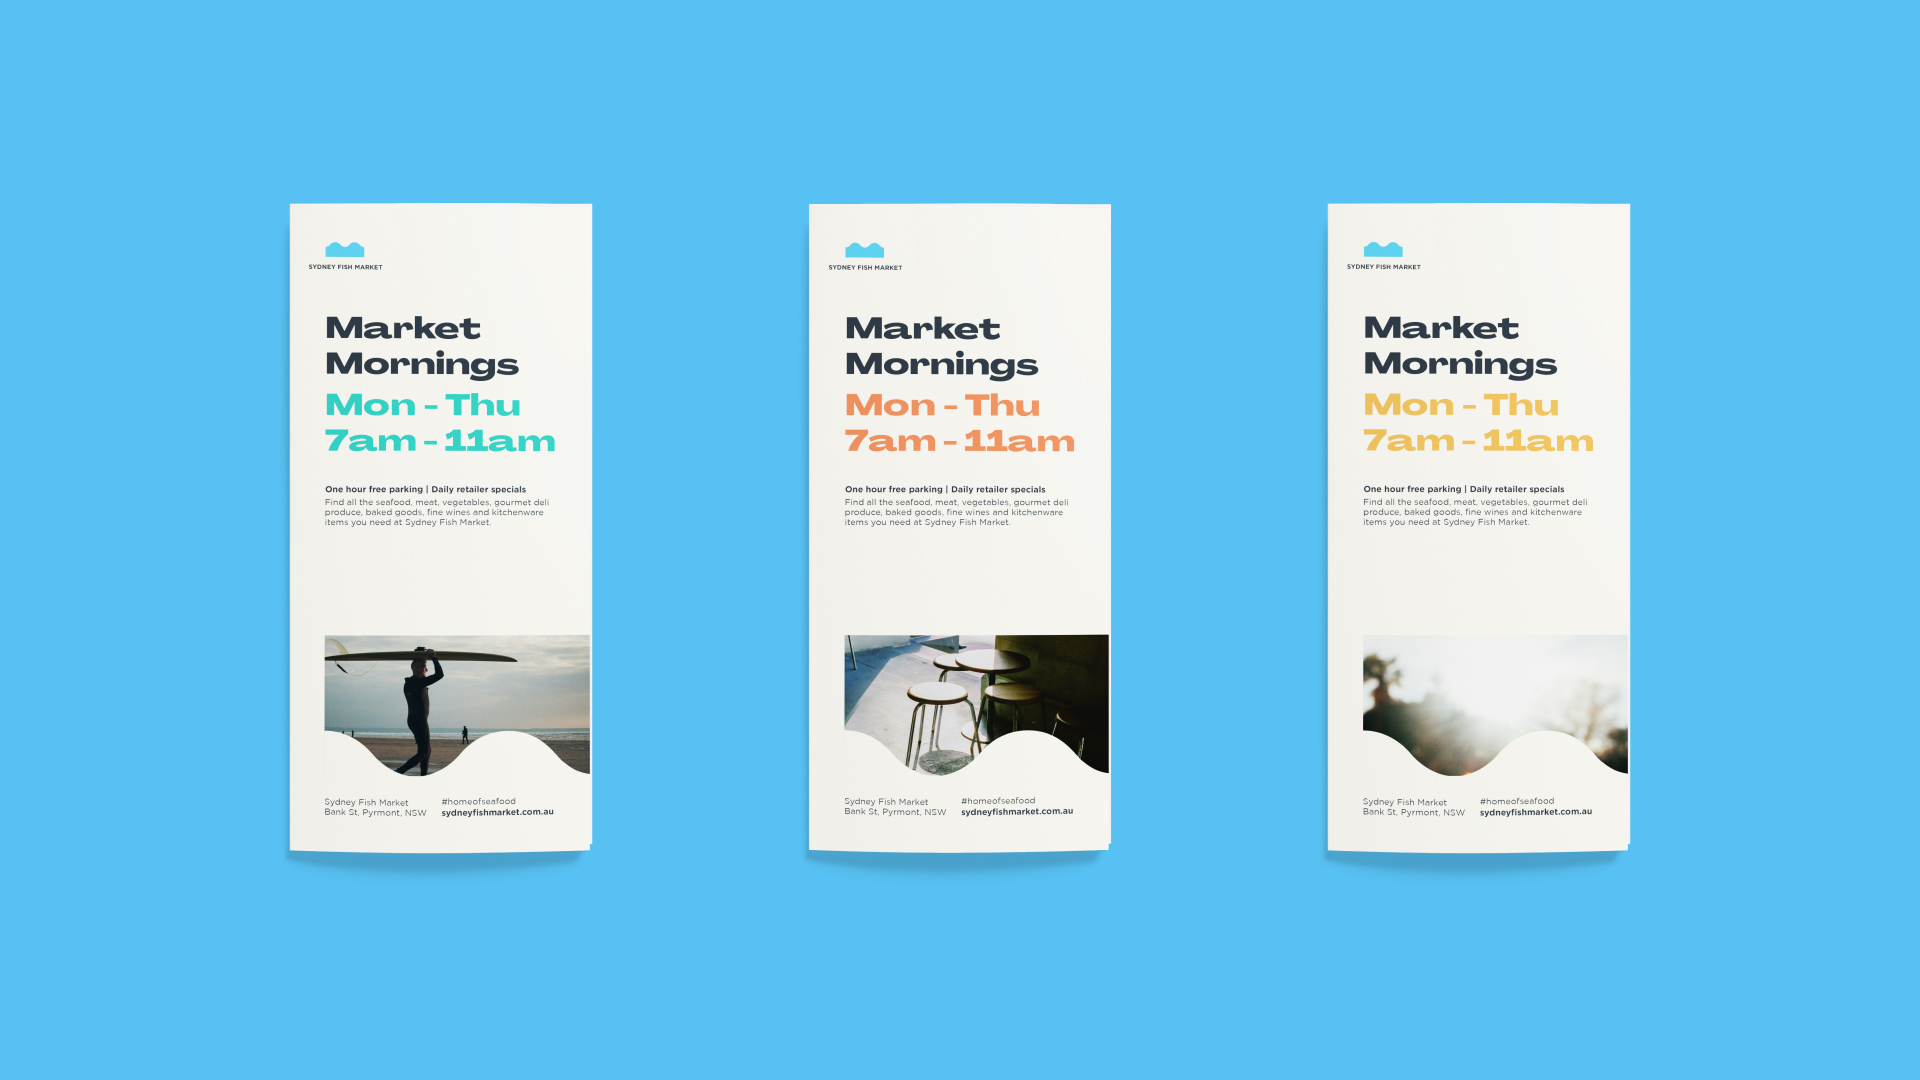 SYDNEY FISH MARKET
Market
Mornings
Mon - Thu
7am - 11am
One hour free parking | Daily retailer specials
Find all the seafood, meat, vegetables, gourmet deli
produce, baked goods, fine wines and kitchenware
items you need at Sydney Fish Market.
Sydney Fish Market
Bank St, Pyrmont, NSW
#homeofseafood
sydneyfishmarket.com.au
SYDNEY FISH MARKET
Market
Mornings
Mon - Thu
7am - 11am
One hour free parking | Daily retailer specials
Find all the seafood, meat, vegetables, gourmet deli
produce, baked goods, fine wines and kitchenware
items you need at Sydney Fish Market.
Sydney Fish Market
Bank St, Pyrmont, NSW
#homeofseafood
sydneyfishmarket.com.au
SYDNEY FISH MARKET
Market
Mornings
Mon - Thu
7am - 11am
One hour free parking | Daily retailer specials
Find all the seafood, meat, vegetables, gourmet deli
produce, baked goods, fine wines and kitchenware
items you need at Sydney Fish Market.
Sydney Fish Market
Bank St, Pyrmont, NSW
#homeofseafood
sydneyfishmarket.com.au